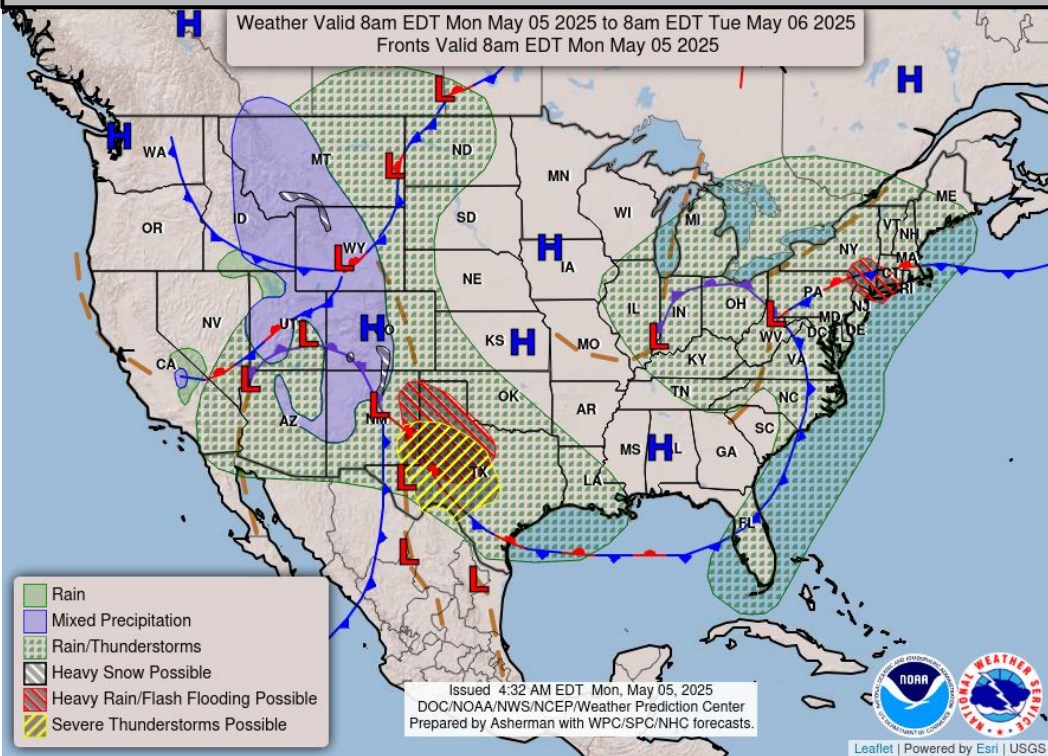 Weather Valid 8am EDT Mon May 05 2025 to 8am EDT Tue May 06 2025
Fronts Valid 8am EDT Mon May 05 2025
H
H
L
H
WA
MT
ND
MN
ME
L
OR
ID
SD
WI
MI
VT
NH
NY
MA
L
WY
H
IA
CT
RI
NE
NV
UT
L
H
O
IL
IN
OH
PA
NJ
L
MD
DE
DC
KS
H
MO
L
WV
VA
CA
KY
L
L
NM
AZ
OK
AR
TN
NC
SC
L
TX
MS
H
L
GA
LA
FL
L
L
Rain
Mixed Precipitation
Rain/Thunderstorms
Heavy Snow Possible
Heavy Rain/Flash Flooding Possible
Severe Thunderstorms Possible
Issued 4:32 AM EDT Mon, May 05, 2025
DOC/NOAA/NWS/NCEP/Weather Prediction Center
Prepared by Asherman with WPC/SPC/NHC forecasts.
NOAA
NATIONAL WEATHER SERVICE
Leaflet | Powered by Esri | USGS